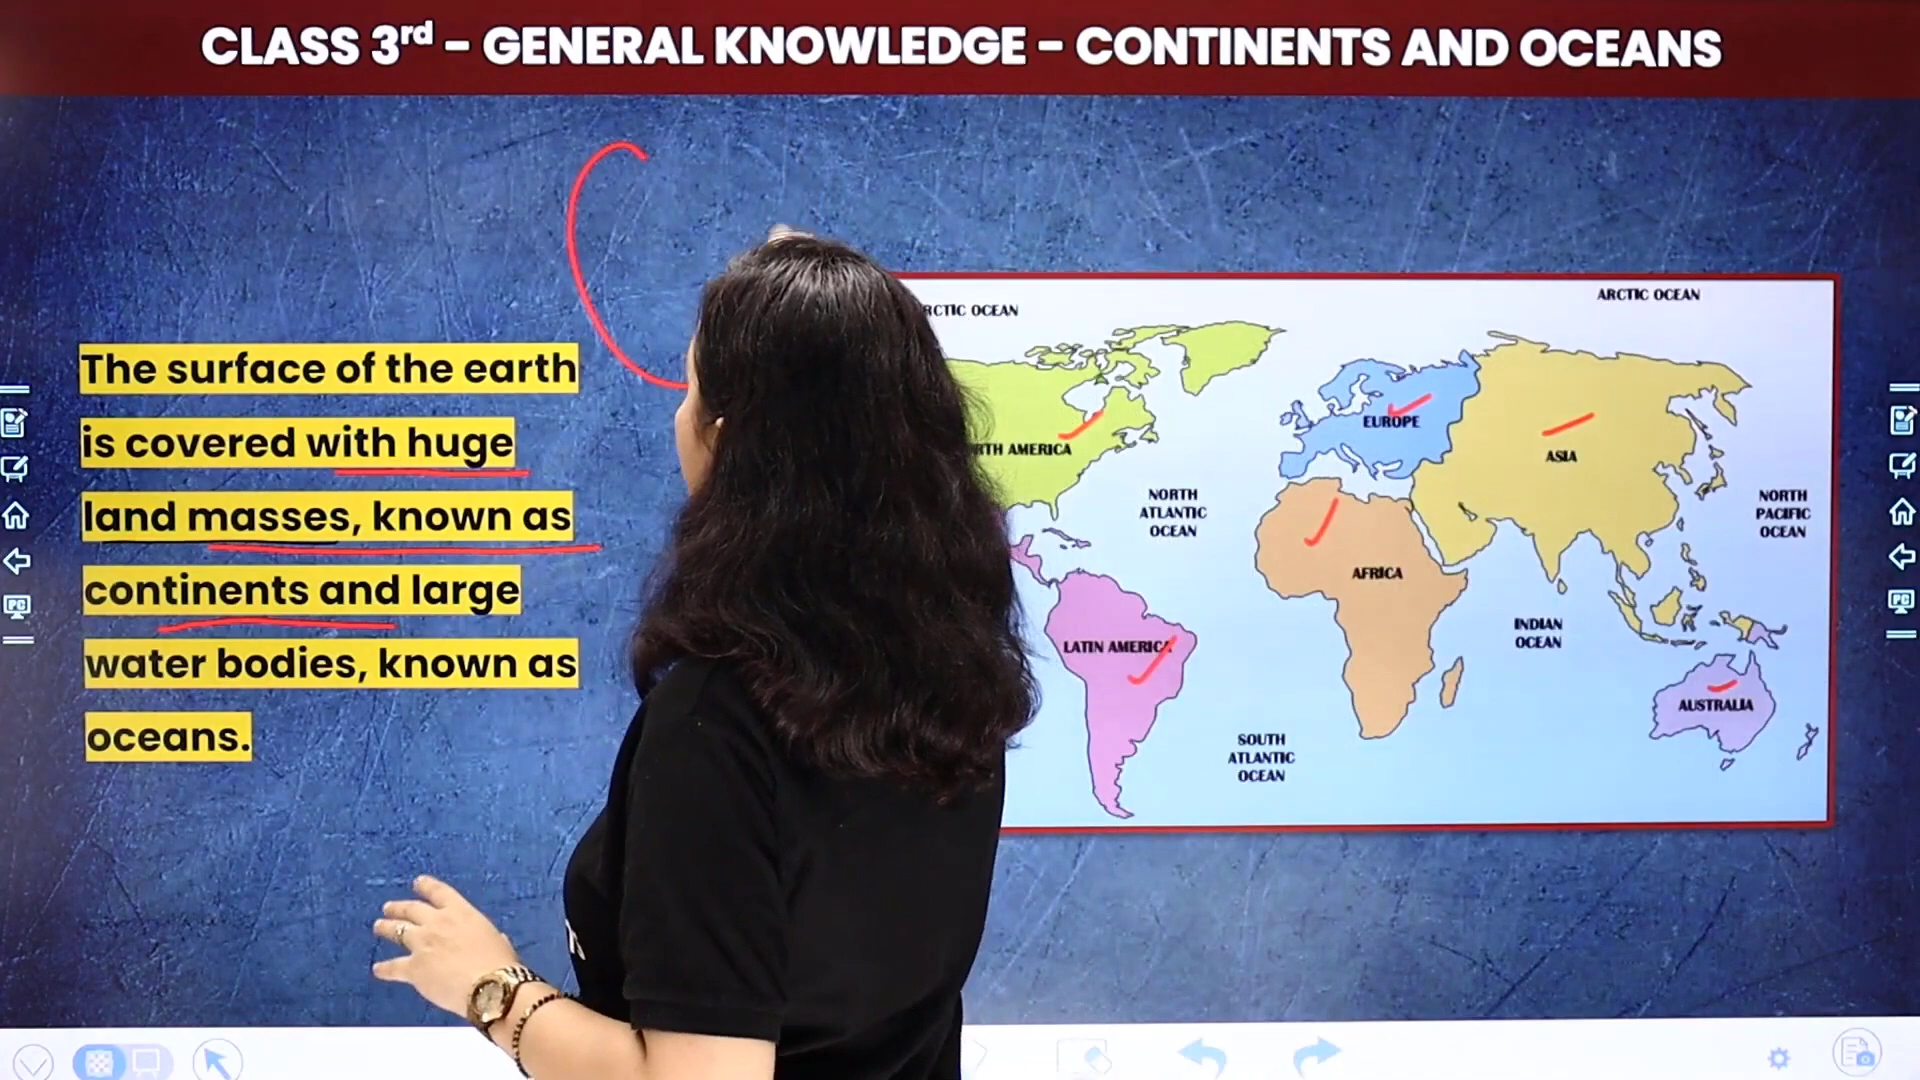 CLASS 3rd – GENERAL KNOWLEDGE – CONTINENTS AND OCEANS
The surface of the earth
is covered with huge
land masses, known as
continents and large
water bodies, known as
oceans.
RCTIC OCEAN
ARCTIC OCEAN
RTH AMERICA
EUROPE
ASIA
NORTH
ATLANTIC
OCEAN
NORTH
PACIFIC
OCEAN
AFRICA
LATIN AMERICA
INDIAN
OCEAN
AUSTRALIA
SOUTH
ATLANTIC
OCEAN
PC
PC